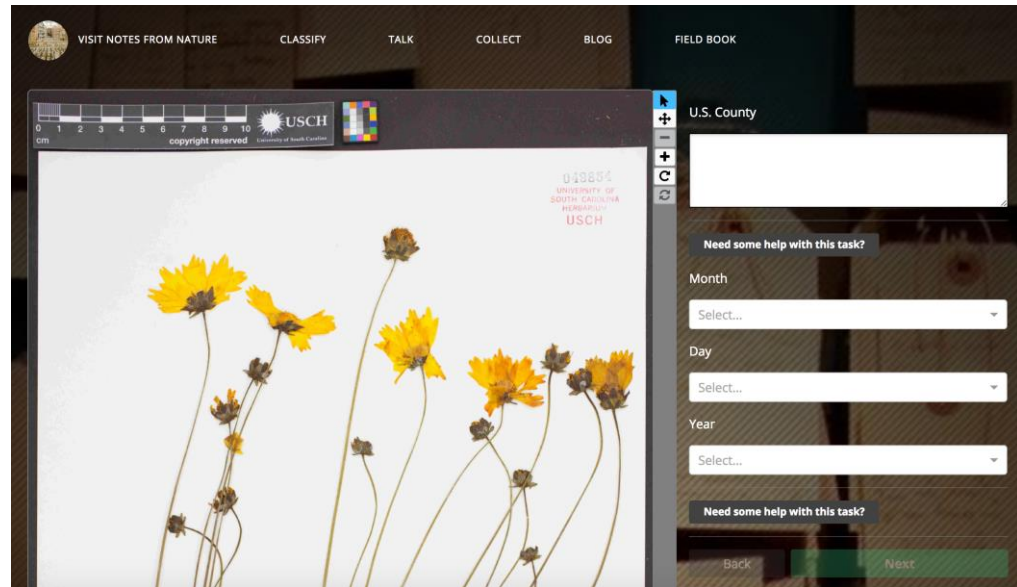 VISIT NOTES FROM NATURE CLASSIFY TALK COLLECT BLOG FIELD BOOK
0 1 2 3 4 5 6 7 8 9 10
cm
copyright reserved
USCH
University of South Carolina
UNIVERSITY OF
SOUTH CAROLINA
HERBARIUM
USCH
U.S. County
Need some help with this task?
Month
Select...
Day
Select...
Year
Select...
Need some help with this task?
Back Next